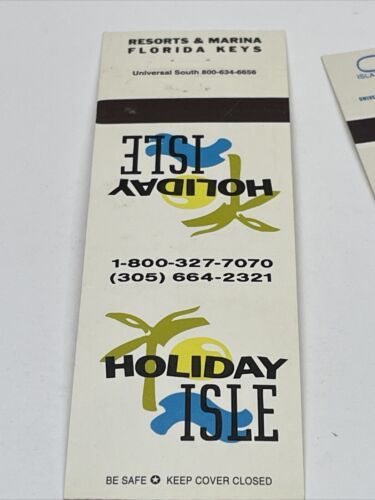 RESORTS & MARINA
FLORIDA KEYS
Universal South 800-634-6656
HOLIDAY
ISLE
1-800-327-7070
(305) 664-2321
HOLIDAY
ISLE
BE SAFE ✪ KEEP COVER CLOSED
ISLA